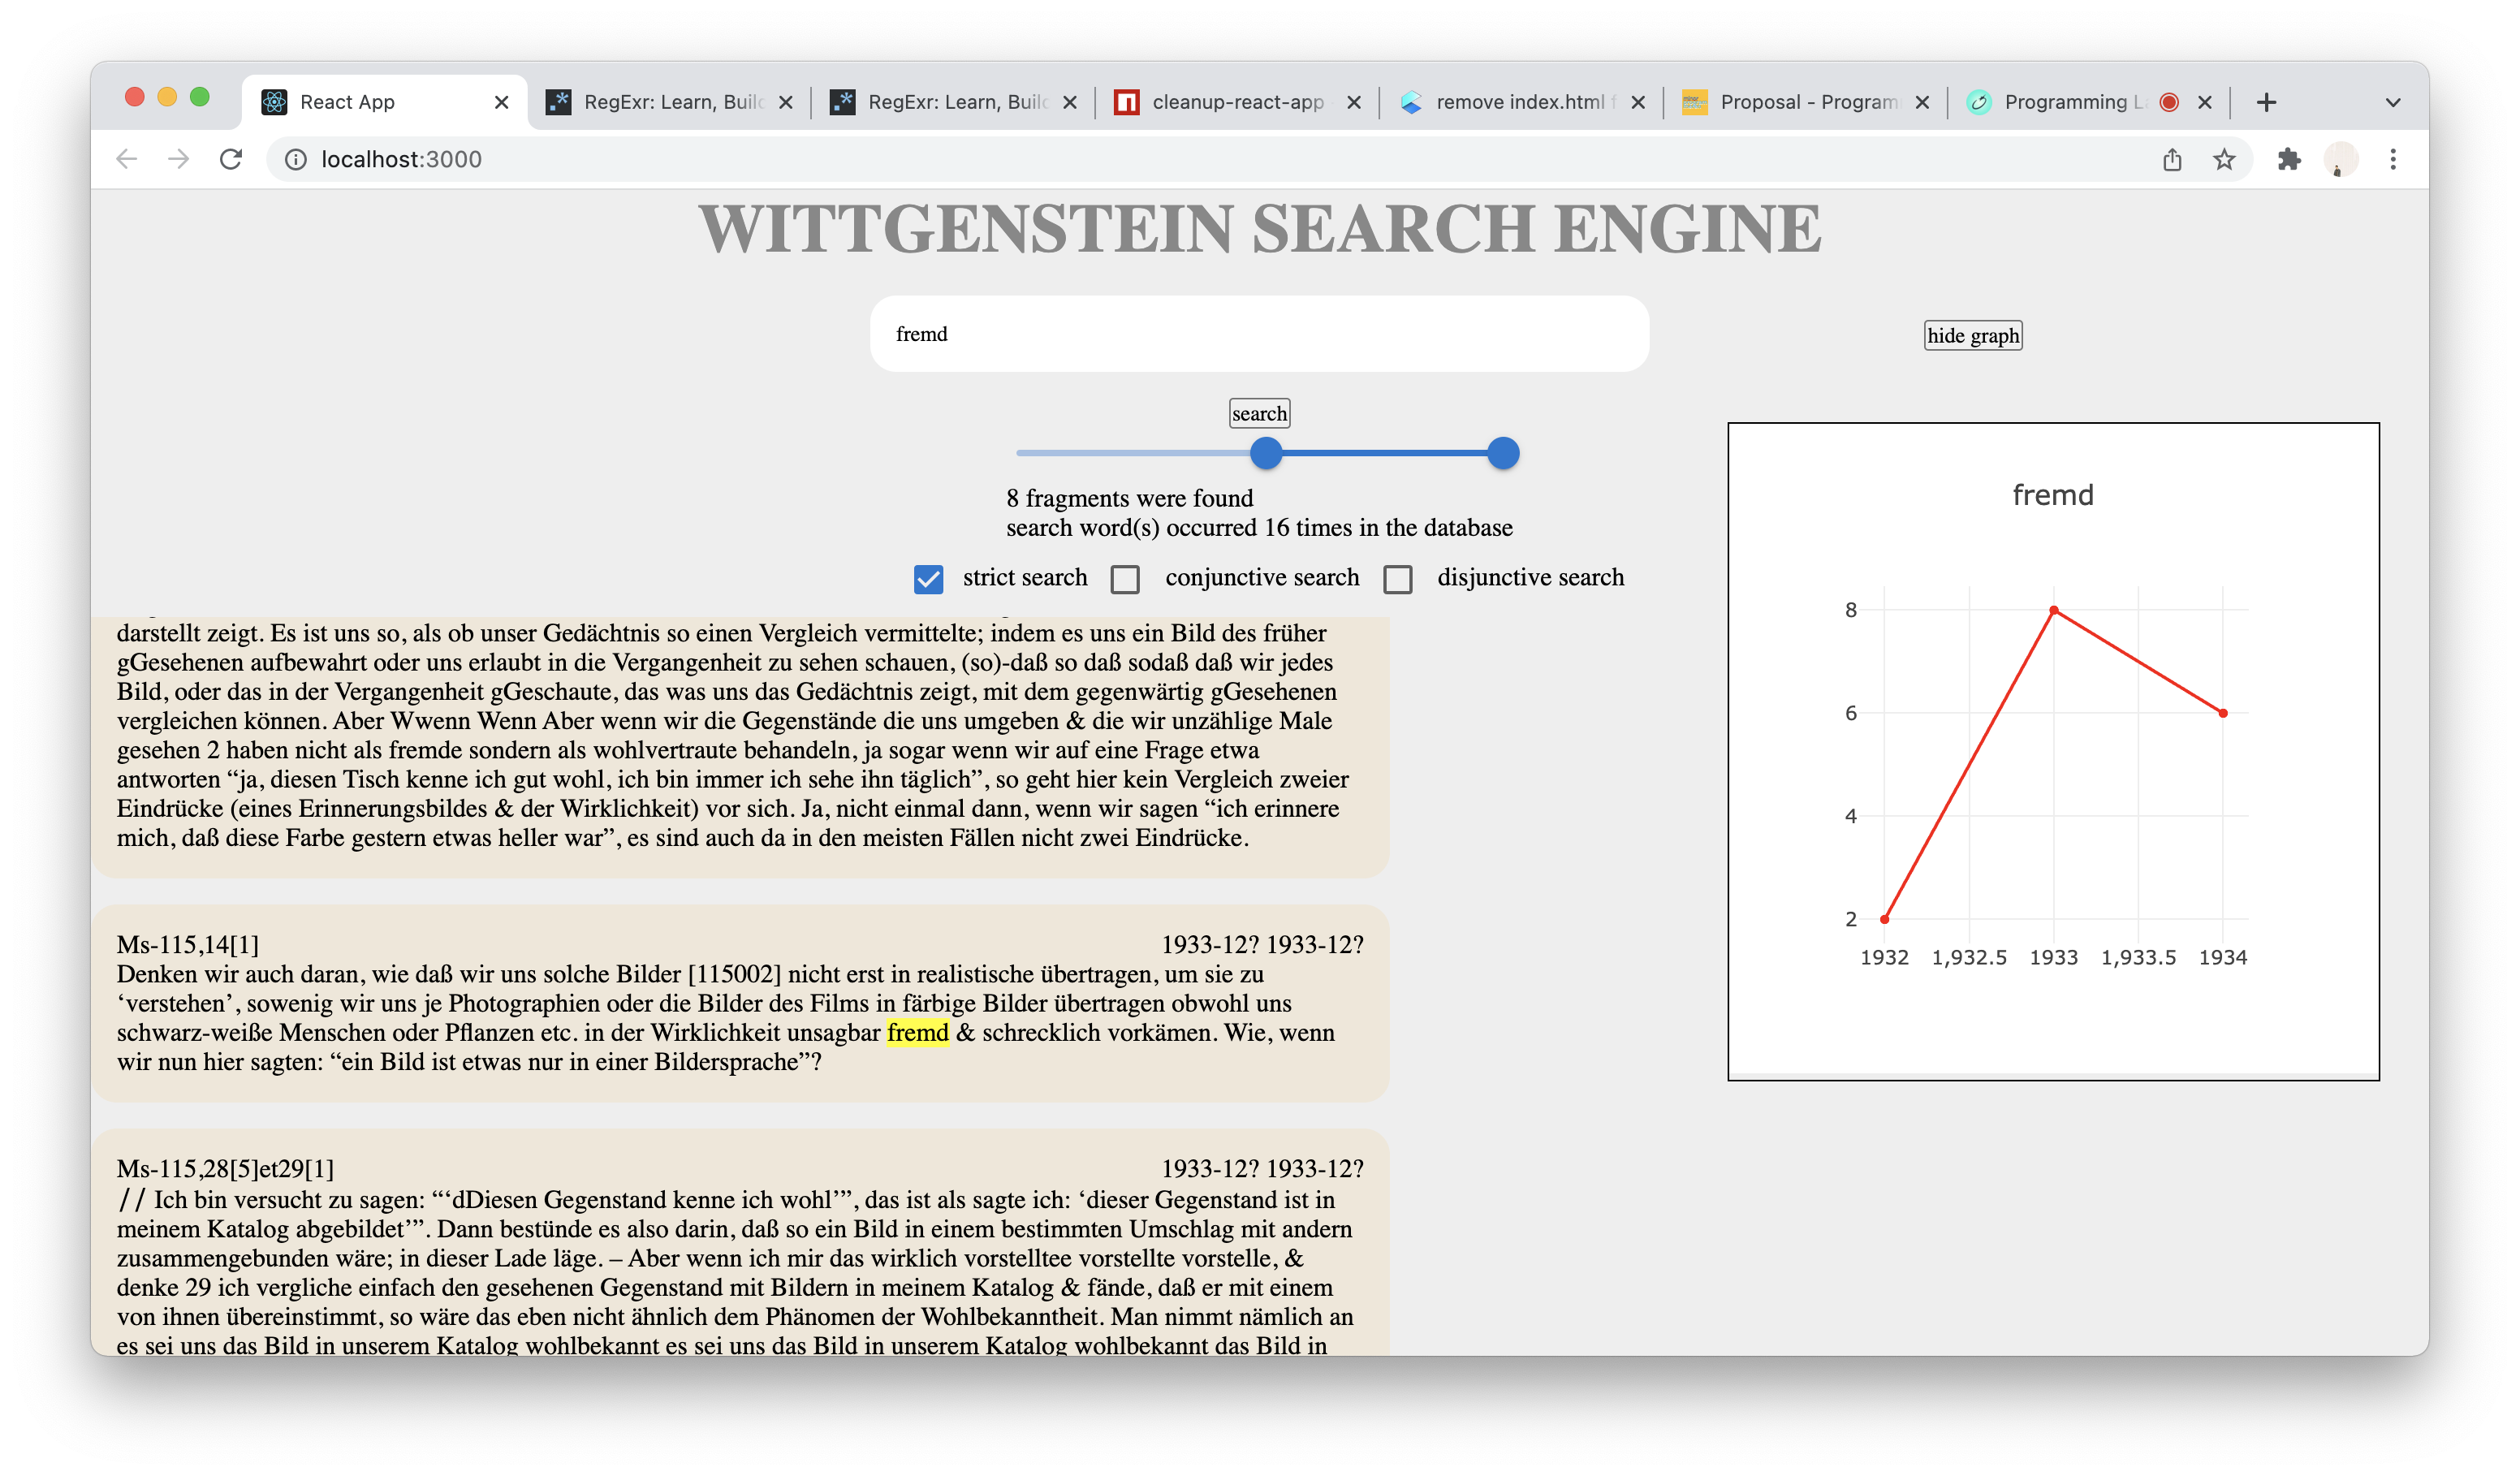 React App
RegExr: Learn, Build
RegExr: Learn, Build
cleanup-react-app
remove index.html f
Proposal - Program
Programming L
localhost:3000
WITTGENSTEIN SEARCH ENGINE
fremd
hide graph
search
8 fragments were found
search word(s) occurred 16 times in the database
strict search
conjunctive search
disjunctive search
darstellt zeigt. Es ist uns so, als ob unser Gedächtnis so einen Vergleich vermittelte; indem es uns ein Bild des früher
gGesehenen aufbewahrt oder uns erlaubt in die Vergangenheit zu sehen schauen, (so)-daß so daß sodaß daß wir jedes
Bild, oder das in der Vergangenheit gGeschaute, das was uns das Gedächtnis zeigt, mit dem gegenwärtig gGesehenen
vergleichen können. Aber Wwenn Wenn Aber wenn wir die Gegenstände die uns umgeben & die wir unzählige Male
gesehen 2 haben nicht als fremde sondern als wohlvertraute behandeln, ja sogar wenn wir auf eine Frage etwa
antworten “ja, diesen Tisch kenne ich gut wohl, ich bin immer ich sehe ihn täglich”, so geht hier kein Vergleich zweier
Eindrücke (eines Erinnerungsbildes & der Wirklichkeit) vor sich. Ja, nicht einmal dann, wenn wir sagen “ich erinnere
mich, daß diese Farbe gestern etwas heller war”, es sind auch da in den meisten Fällen nicht zwei Eindrücke.
Ms-115,14[1] 1933-12? 1933-12?
Denken wir auch daran, wie daß wir uns solche Bilder [115002] nicht erst in realistische übertragen, um sie zu
‘verstehen’, sowenig wir uns je Photographien oder die Bilder des Films in färbige Bilder übertragen obwohl uns
schwarz-weiße Menschen oder Pflanzen etc. in der Wirklichkeit unsagbar fremd & schrecklich vorkämen. Wie, wenn
wir nun hier sagten: “ein Bild ist etwas nur in einer Bildersprache”?
Ms-115,28[5]et29[1] 1933-12? 1933-12?
// Ich bin versucht zu sagen: “‘dDiesen Gegenstand kenne ich wohl’”, das ist als sagte ich: ‘dieser Gegenstand ist in
meinem Katalog abgebildet’”. Dann bestünde es also darin, daß so ein Bild in einem bestimmten Umschlag mit andern
zusammengebunden wäre; in dieser Lade läge. – Aber wenn ich mir das wirklich vorstelltee vorstellte vorstelle, &
denke 29 ich vergliche einfach den gesehenen Gegenstand mit Bildern in meinem Katalog & fände, daß er mit einem
von ihnen übereinstimmt, so wäre das eben nicht ähnlich dem Phänomen der Wohlbekanntheit. Man nimmt nämlich an
es sei uns das Bild in unserem Katalog wohlbekannt es sei uns das Bild in unserem Katalog wohlbekannt das Bild in
fremd
8
6
4
2
1932 1,932.5 1933 1,933.5 1934